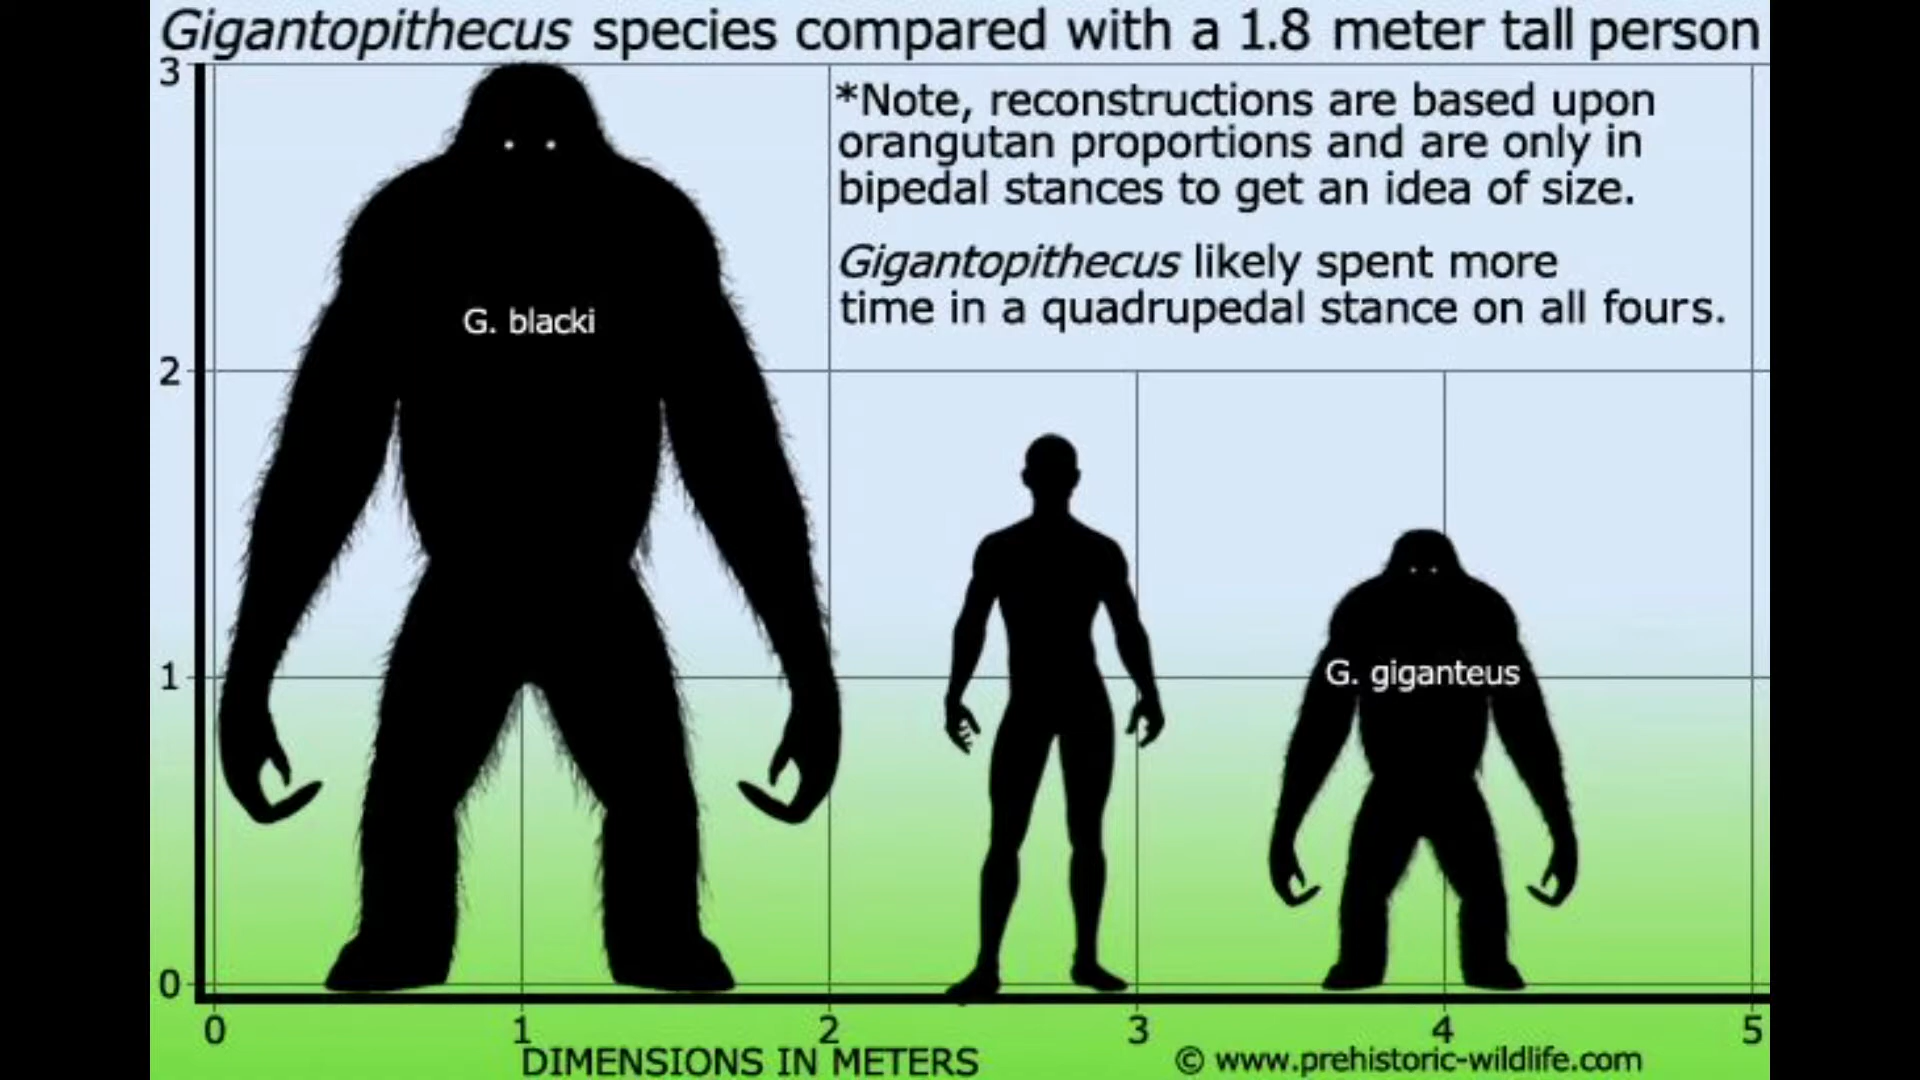 Gigantopithecus species compared with a 1.8 meter tall person
3
*Note, reconstructions are based upon
orangutan proportions and are only in
bipedal stances to get an idea of size.
Gigantopithecus likely spent more
time in a quadrupedal stance on all fours.
G. blacki
2
G. giganteus
1
0
0 1 2 3 4 5
DIMENSIONS IN METERS
© www.prehistoric-wildlife.com